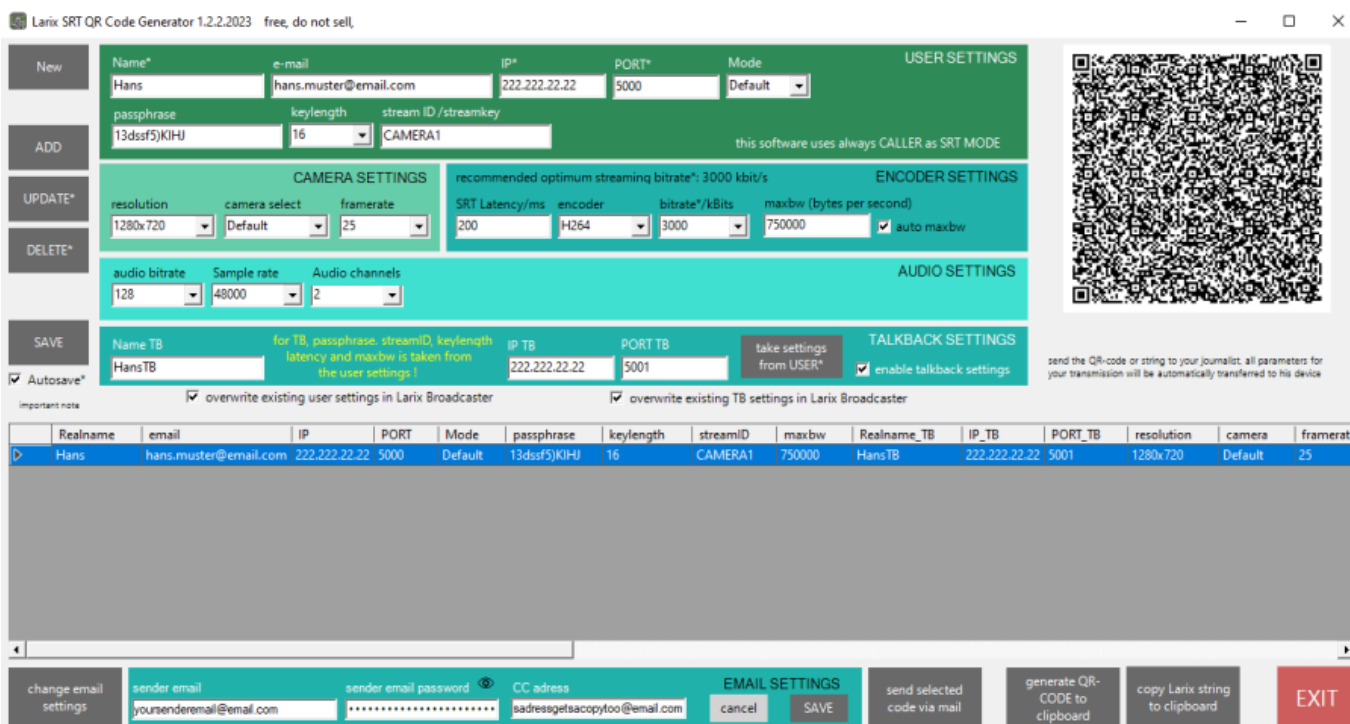 Larix SRT QR Code Generator 1.2.2.2023 free, do not sell,
New
ADD
UPDATE*
DELETE*
SAVE
Autosave*
important note
USER SETTINGS
Name* e-mail IP* PORT* Mode
Hans hans.muster@email.com 222.222.22.22 5000 Default
passphrase keylength stream ID /streamkey
13dssf5)KIHJ 16 CAMERA1
this software uses always CALLER as SRT MODE
CAMERA SETTINGS
resolution camera select framerate
1280x720 Default 25
recommended optimum streaming bitrate*: 3000 kbit/s ENCODER SETTINGS
SRT Latency/ms encoder bitrate*/kBits maxbw (bytes per second)
200 H264 3000 750000 auto maxbw
AUDIO SETTINGS
audio bitrate Sample rate Audio channels
128 48000 2
TALKBACK SETTINGS
Name TB
HansTB
for TB, passphrase. streamID, keylength
latency and maxbw is taken from
the user settings !
IP TB PORT TB
222.222.22.22 5001
take settings
from USER*
enable talkback settings
overwrite existing user settings in Larix Broadcaster
overwrite existing TB settings in Larix Broadcaster
send the QR-code or string to your journalist, all parameters for
your transmission will be automatically transferred to his device
Realname email IP PORT Mode passphrase keylength streamID maxbw Realname_TB IP_TB PORT_TB resolution camera framerat
Hans hans.muster@email.com 222.222.22.22 5000 Default 13dssf5)KIHJ 16 CAMERA1 750000 HansTB 222.222.22.22 5001 1280x720 Default 25
change email
settings
sender email sender email password CC adress
yoursenderemail@email.com sadressgetsacopytoo@email.com
EMAIL SETTINGS
cancel SAVE
send selected
code via mail
generate QR-
CODE to
clipboard
copy Larix string
to clipboard
EXIT